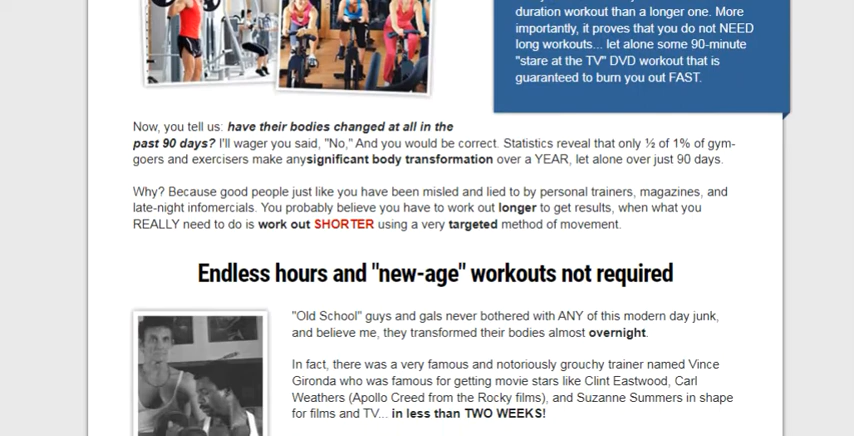 duration workout than a longer one. More
importantly, it proves that you do not NEED
long workouts... let alone some 90-minute
"stare at the TV" DVD workout that is
guaranteed to burn you out FAST.
Now, you tell us: have their bodies changed at all in the
past 90 days? I'll wager you said, "No," And you would be correct. Statistics reveal that only ½ of 1% of gym-
goers and exercisers make anysignificant body transformation over a YEAR, let alone over just 90 days.
Why? Because good people just like you have been misled and lied to by personal trainers, magazines, and
late-night infomercials. You probably believe you have to work out longer to get results, when what you
REALLY need to do is work out SHORTER using a very targeted method of movement.
Endless hours and "new-age" workouts not required
"Old School" guys and gals never bothered with ANY of this modern day junk,
and believe me, they transformed their bodies almost overnight.
In fact, there was a very famous and notoriously grouchy trainer named Vince
Gironda who was famous for getting movie stars like Clint Eastwood, Carl
Weathers (Apollo Creed from the Rocky films), and Suzanne Summers in shape
for films and TV... in less than TWO WEEKS!